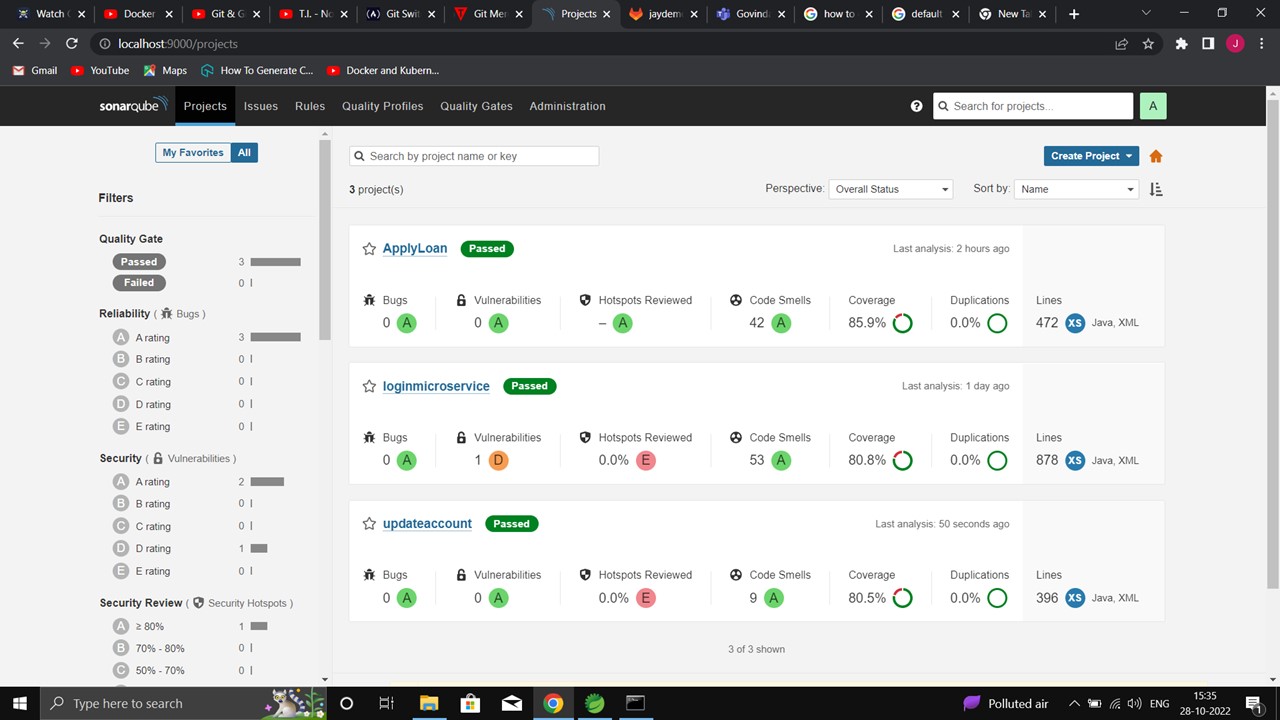 Watch (
Docker
Git & G
T.I. - No
Git Swit
Git Mer
Projects
jaydeme
Govinda
how to
default
New Ta
localhost:9000/projects
J
Gmail YouTube Maps How To Generate C... Docker and Kubern...
sonarqube Projects Issues Rules Quality Profiles Quality Gates Administration
Search for projects...
A
My Favorites All
Search by project name or key
Create Project
3 project(s)
Perspective: Overall Status
Sort by: Name
Filters
Quality Gate
Passed 3
Failed 0
Reliability ( Bugs )
A A rating 3
B B rating 0
C C rating 0
D D rating 0
E E rating 0
Security ( Vulnerabilities )
A A rating 2
B B rating 0
C C rating 0
D D rating 1
E E rating 0
Security Review ( Security Hotspots )
A ≥ 80% 1
B 70% - 80% 0
C 50% - 70% 0
ApplyLoan Passed Last analysis: 2 hours ago
Bugs Vulnerabilities Hotspots Reviewed Code Smells Coverage Duplications Lines
0 A 0 A – A 42 A 85.9% 0.0% 472 XS Java, XML
loginmicroservice Passed Last analysis: 1 day ago
Bugs Vulnerabilities Hotspots Reviewed Code Smells Coverage Duplications Lines
0 A 1 D 0.0% E 53 A 80.8% 0.0% 878 XS Java, XML
updateaccount Passed Last analysis: 50 seconds ago
Bugs Vulnerabilities Hotspots Reviewed Code Smells Coverage Duplications Lines
0 A 0 A 0.0% E 9 A 80.5% 0.0% 396 XS Java, XML
3 of 3 shown
Type here to search
Polluted air
ENG
15:35
28-10-2022
1